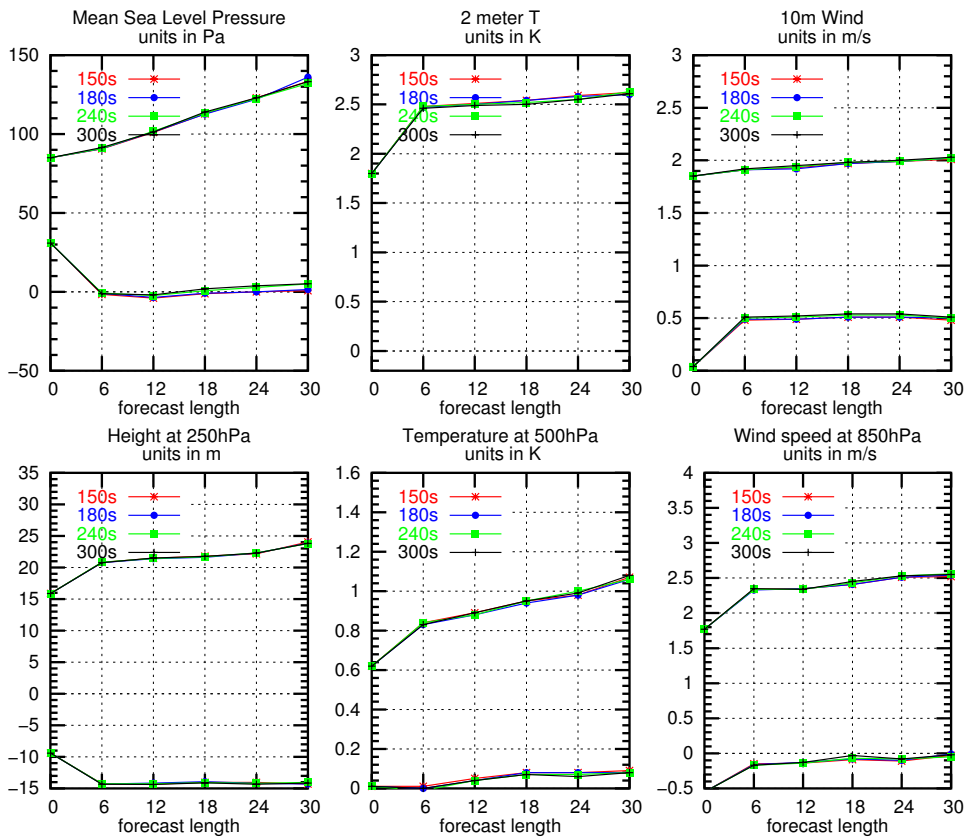 Mean Sea Level Pressure
units in Pa
150
100
50
0
−50
150s
180s
240s
300s
0 6 12 18 24 30
forecast length
2 meter T
units in K
3
2.5
2
1.5
1
0.5
0
150s
180s
240s
300s
0 6 12 18 24 30
forecast length
10m Wind
units in m/s
3
2.5
2
1.5
1
0.5
0
150s
180s
240s
300s
0 6 12 18 24 30
forecast length
Height at 250hPa
units in m
35
30
25
20
15
10
5
0
−5
−10
−15
150s
180s
240s
300s
0 6 12 18 24 30
forecast length
Temperature at 500hPa
units in K
1.6
1.4
1.2
1
0.8
0.6
0.4
0.2
0
150s
180s
240s
300s
0 6 12 18 24 30
forecast length
Wind speed at 850hPa
units in m/s
4
3.5
3
2.5
2
1.5
1
0.5
0
−0.5
150s
180s
240s
300s
0 6 12 18 24 30
forecast length